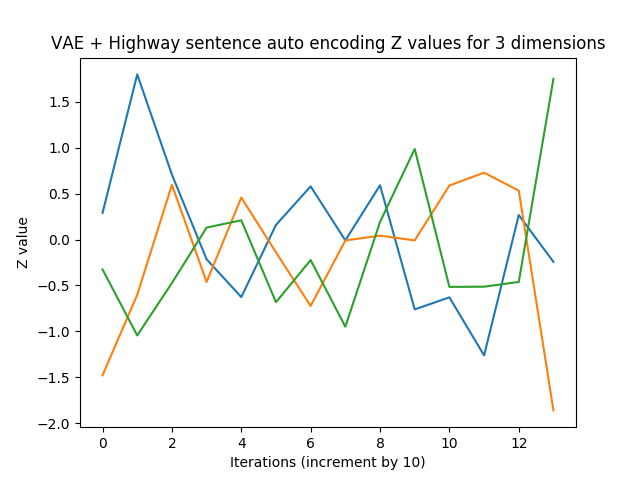 VAE + Highway sentence auto encoding Z values for 3 dimensions
1.5
1.0
0.5
0.0
−0.5
−1.0
−1.5
−2.0
Z value
0 2 4 6 8 10 12
Iterations (increment by 10)